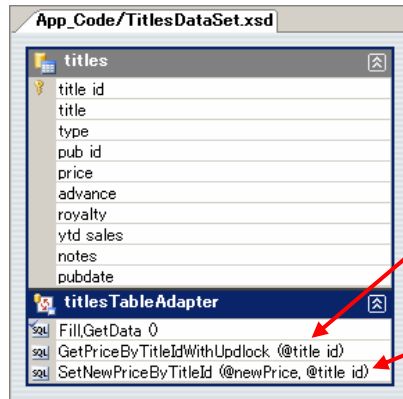 App_Code/TitlesDataSet.xsd
titles
title id
title
type
pub id
price
advance
royalty
ytd sales
notes
pubdate
titlesTableAdapter
SQL Fill,GetData ()
SQL GetPriceByTitleIdWithUpdlock (@title id)
SQL SetNewPriceByTitleId (@newPrice, @title id)